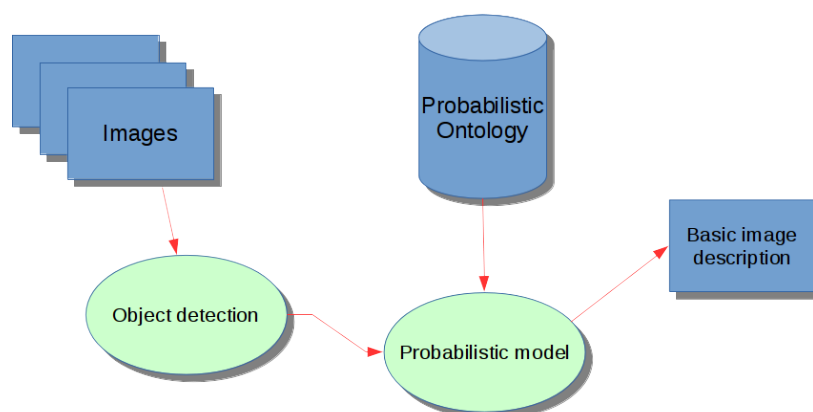 Images
Probabilistic
Ontology
Basic image
description
Object detection
Probabilistic model